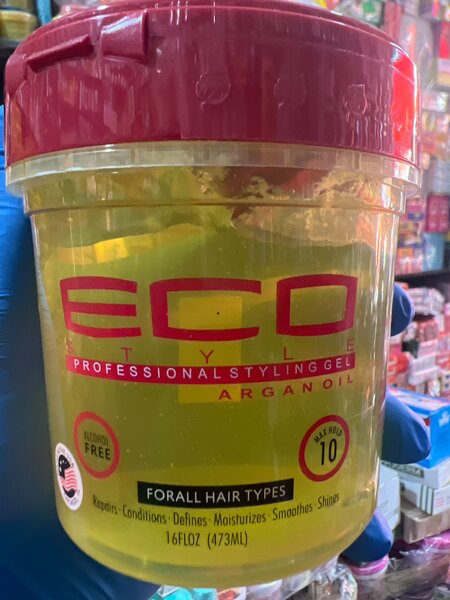 ECO
STYLE
PROFESSIONAL STYLING GEL
ARGAN OIL
ALCOHOL
FREE
MAX HOLD
10
FORALL HAIR TYPES
Repairs · Conditions · Defines · Moisturizes · Smoothes · Shines
16FLOZ (473ML)